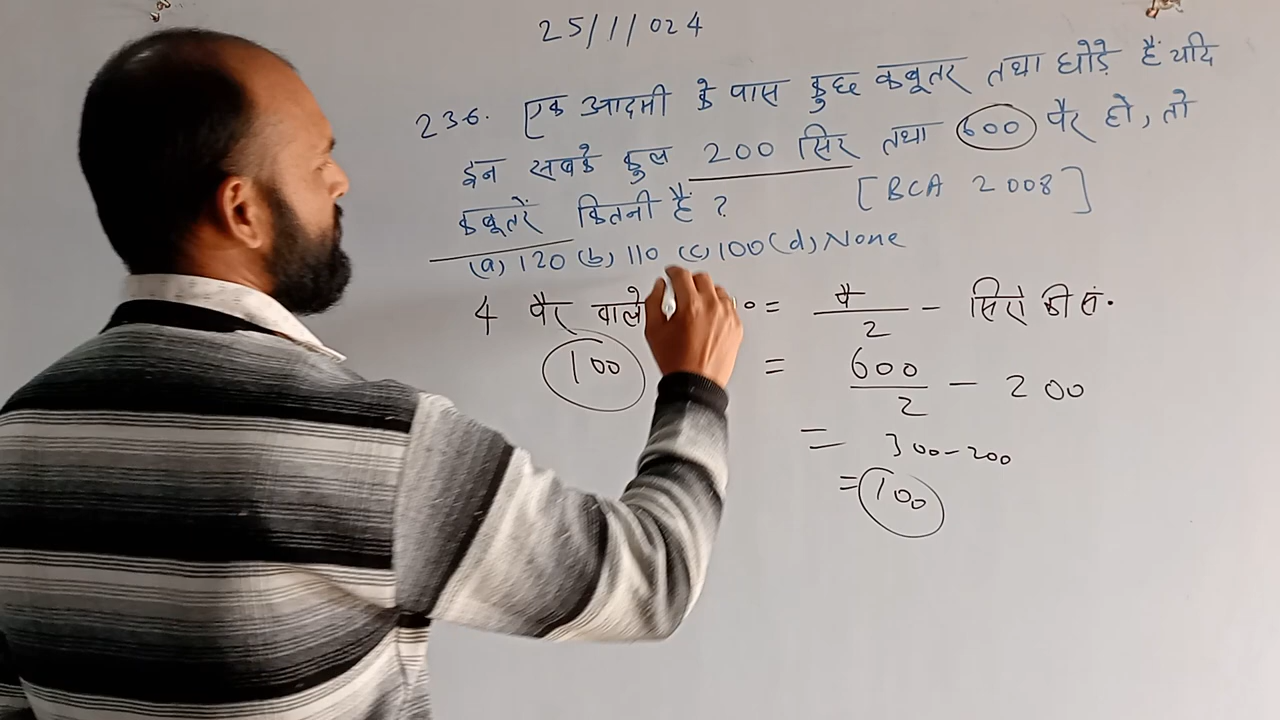 25/1/024
236. एक आदमी के पास कुछ कबूतर तथा घोड़े हैं यदि
इन सबके कुल 200 सिर तथा 600 पैर हो, तो
कबूतरें कितनी हैं ? [BCA 2008]
(a) 120 (b) 110 (c) 100 (d) None
4 पैर वाले = पै / 2 - सिरों की सं.
100 = 600 / 2 - 200
= 300-200
= 100